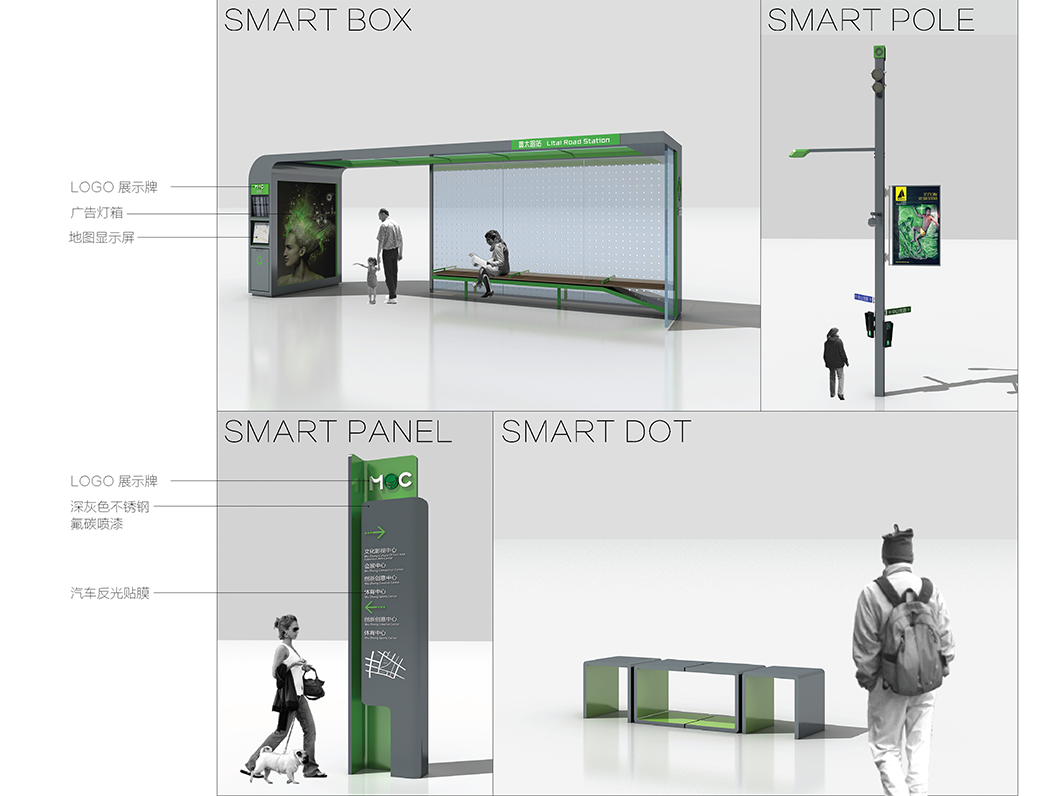 SMART BOX
SMART POLE
Litai Road Station
LOGO 展示牌
广告灯箱
地图显示屏
SMART PANEL
SMART DOT
MOC
LOGO 展示牌
深灰色不锈钢
氟碳喷漆
汽车反光贴膜
文化影视中心
会展中心
创新创意中心
体育中心
创新创意中心
体育中心